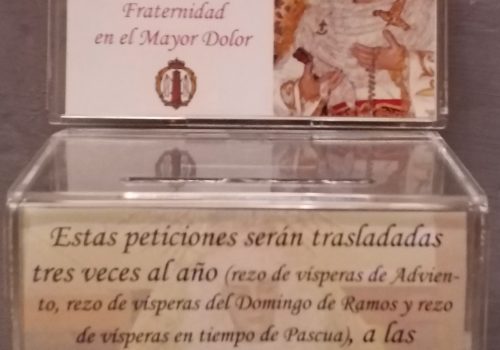 Fraternidad
en el Mayor Dolor
Estas peticiones serán trasladadas
tres veces al año (rezo de vísperas de Advien-
to, rezo de vísperas del Domingo de Ramos y rezo
de vísperas en tiempo de Pascua), a las